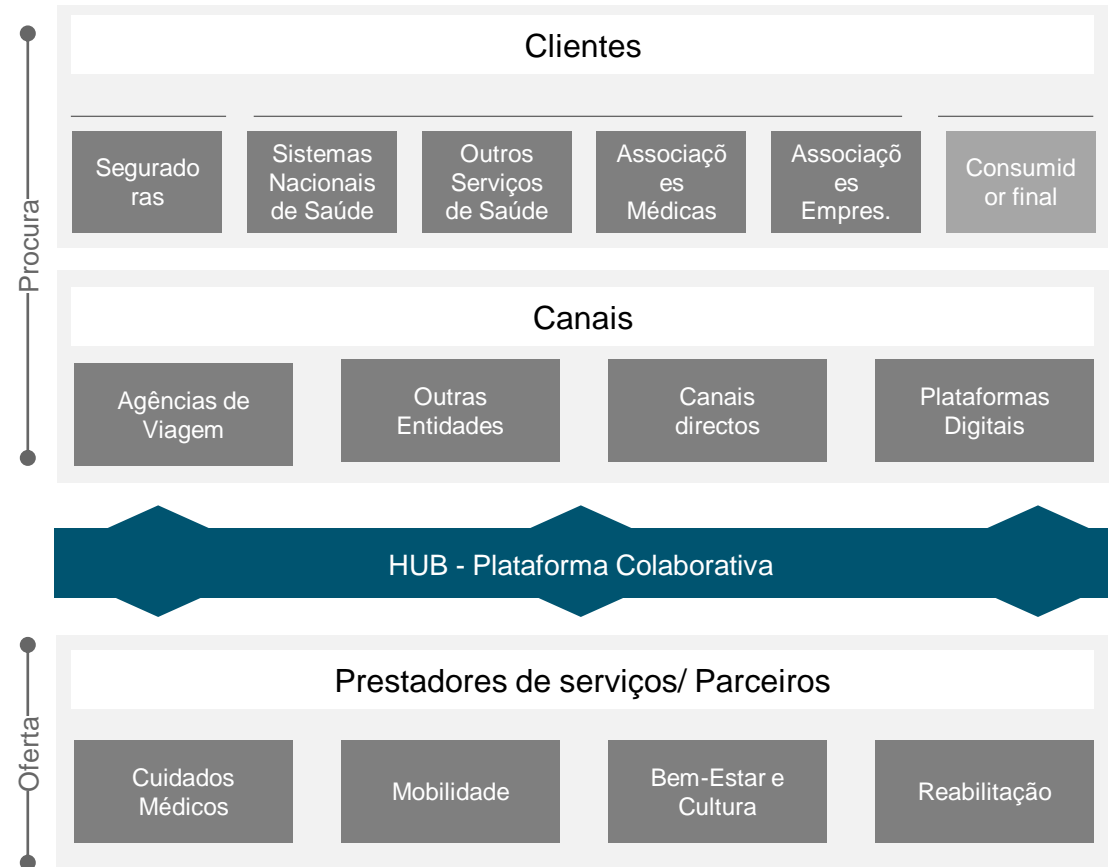 Procura
Clientes
Segurado
ras
Sistemas
Nacionais
de Saúde
Outros
Serviços
de Saúde
Associaçõ
es
Médicas
Associaçõ
es
Empres.
Consumid
or final
Canais
Agências de
Viagem
Outras
Entidades
Canais
directos
Plataformas
Digitais
HUB - Plataforma Colaborativa
Oferta
Prestadores de serviços/ Parceiros
Cuidados
Médicos
Mobilidade
Bem-Estar e
Cultura
Reabilitação